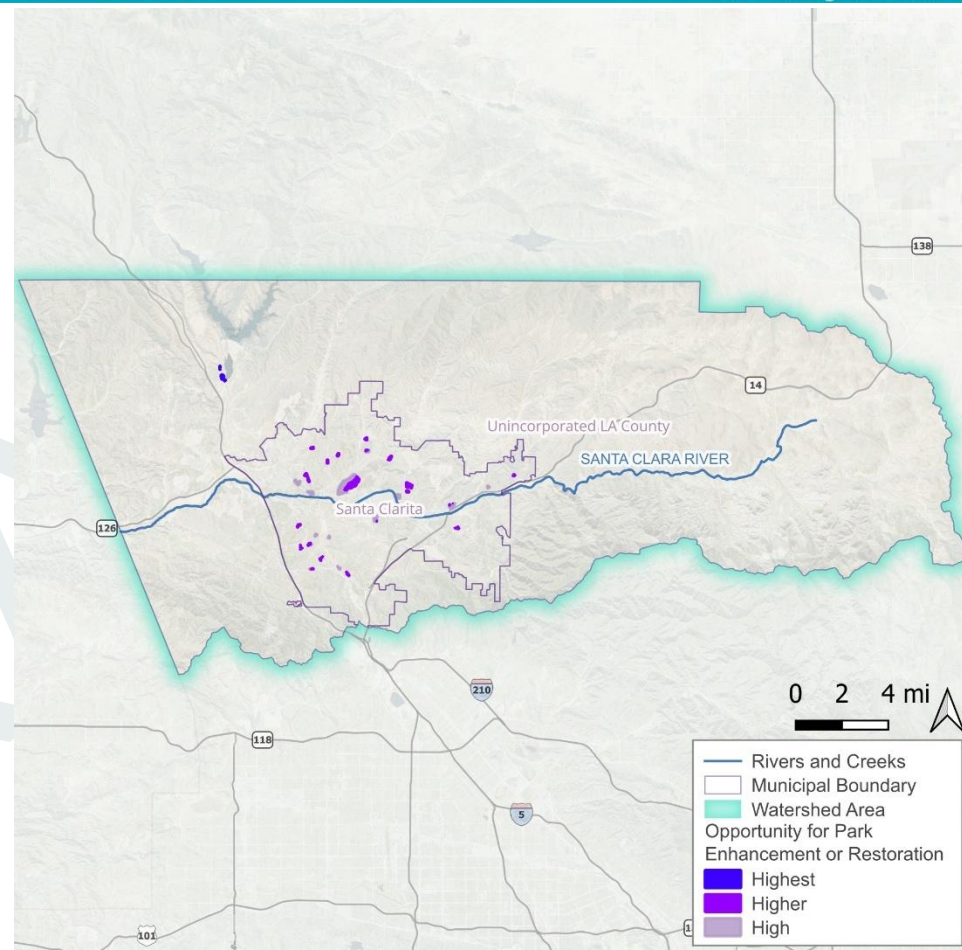 138
14
Unincorporated LA County
SANTA CLARA RIVER
Santa Clarita
126
0 2 4 mi
210
118
5
101
Rivers and Creeks
Municipal Boundary
Watershed Area
Opportunity for Park
Enhancement or Restoration
Highest
Higher
High